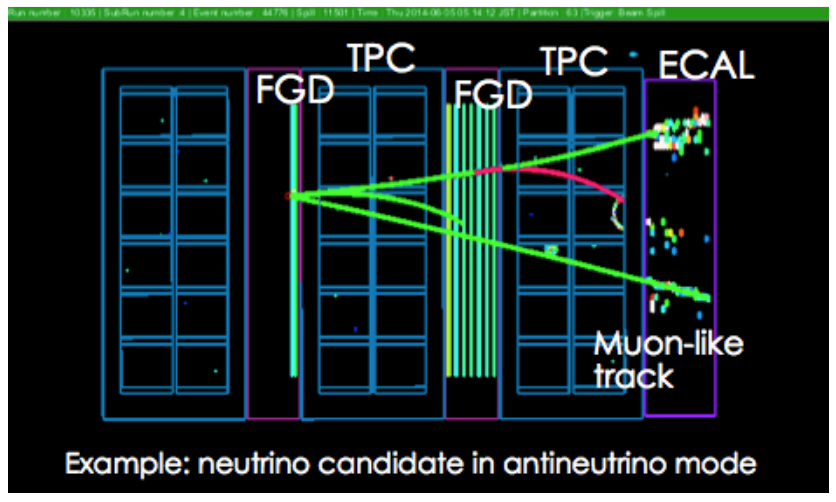 Run number : 10335 | SubRun number : 4 | Event number : 44776 | Spill : 11501 | Time : Thu 2014-06-05 05:14:12 JST | Partition : 63 | Trigger: Beam Spill
TPC TPC ECAL
FGD FGD
Muon-like
track
Example: neutrino candidate in antineutrino mode